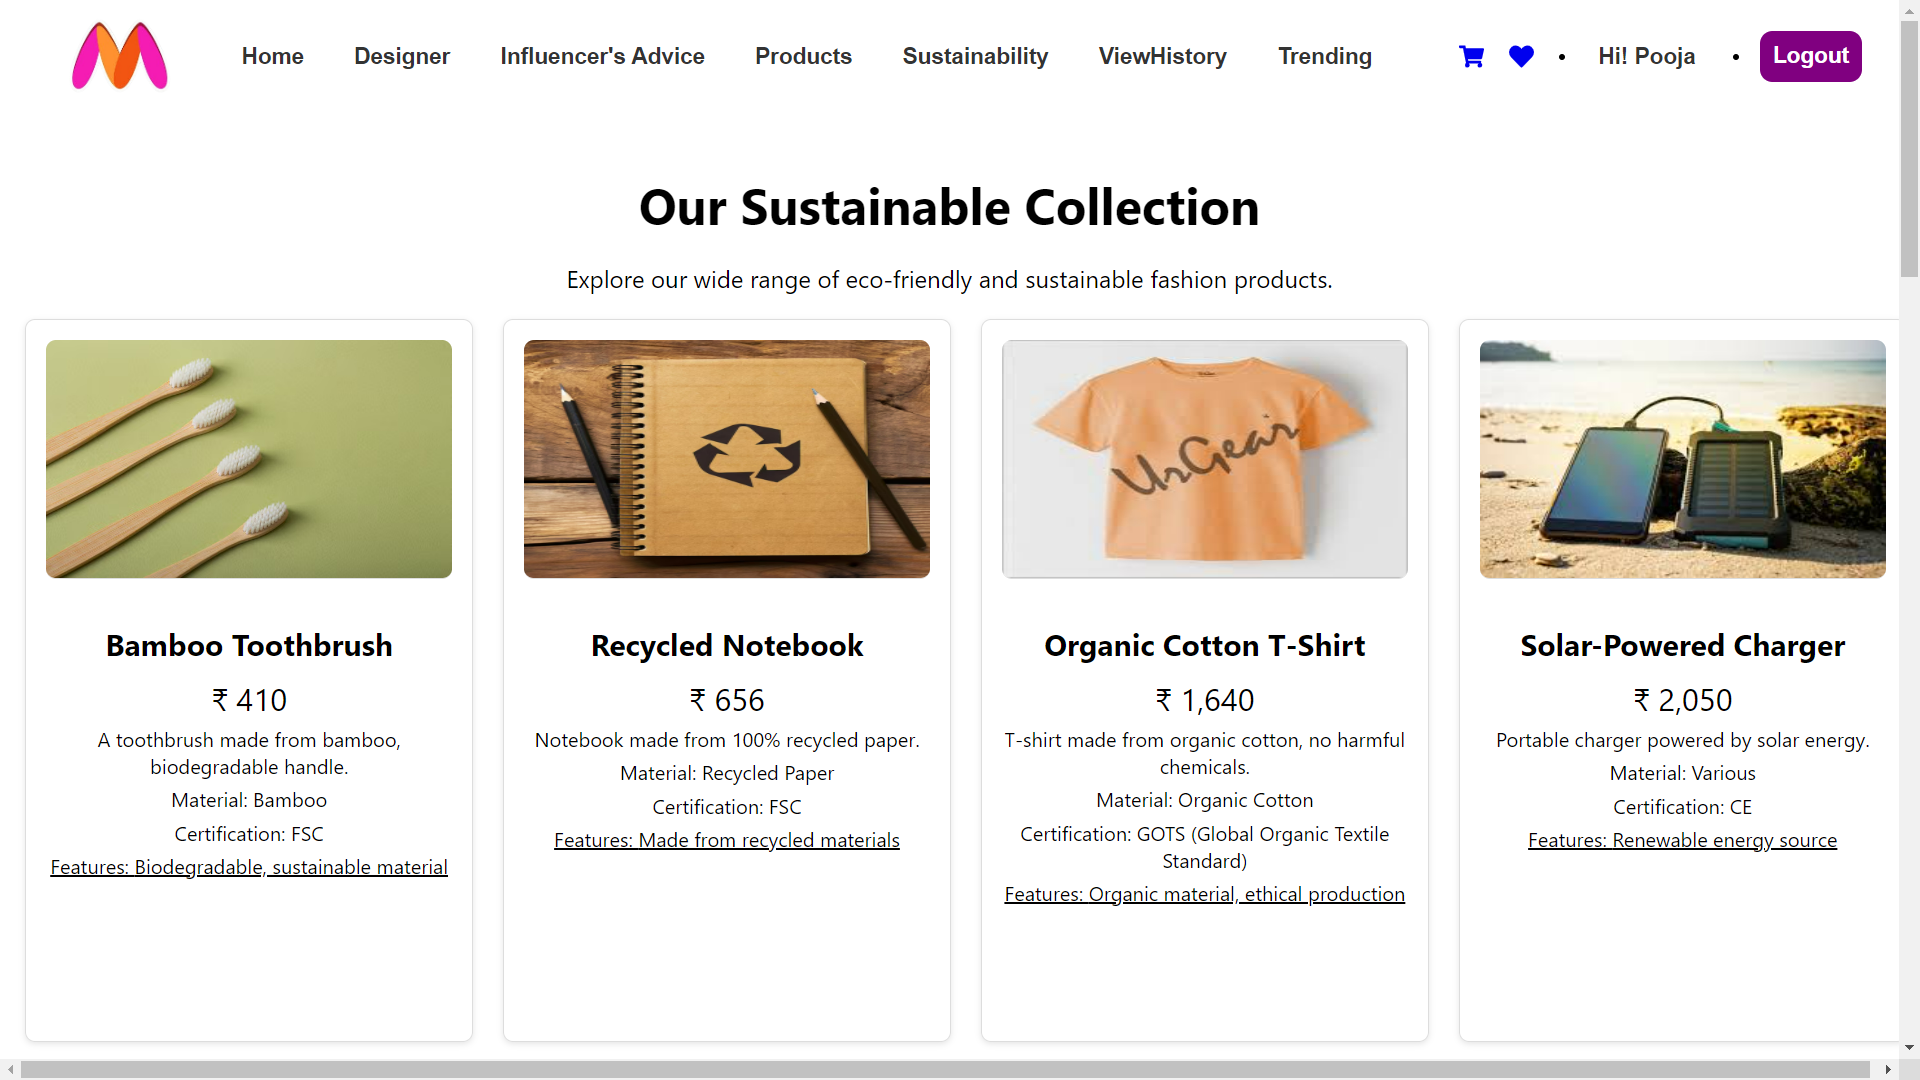 Home Designer Influencer's Advice Products Sustainability ViewHistory Trending • Hi! Pooja • Logout
Our Sustainable Collection
Explore our wide range of eco-friendly and sustainable fashion products.
UrGear
Bamboo Toothbrush
₹ 410
A toothbrush made from bamboo,
biodegradable handle.
Material: Bamboo
Certification: FSC
Features: Biodegradable, sustainable material
Recycled Notebook
₹ 656
Notebook made from 100% recycled paper.
Material: Recycled Paper
Certification: FSC
Features: Made from recycled materials
Organic Cotton T-Shirt
₹ 1,640
T-shirt made from organic cotton, no harmful
chemicals.
Material: Organic Cotton
Certification: GOTS (Global Organic Textile
Standard)
Features: Organic material, ethical production
Solar-Powered Charger
₹ 2,050
Portable charger powered by solar energy.
Material: Various
Certification: CE
Features: Renewable energy source